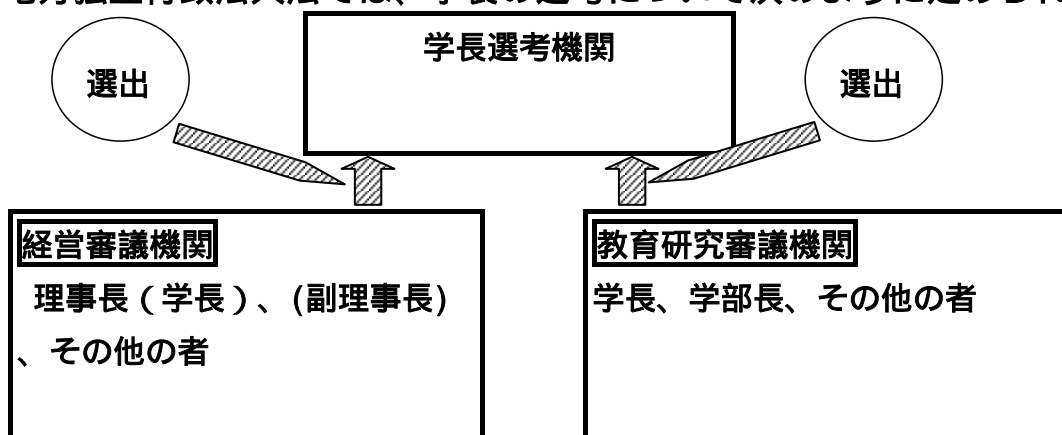 学長選考機関
選出
選出
経営審議機関
理事長（学長）、(副理事長)
、その他の者
教育研究審議機関
学長、学部長、その他の者